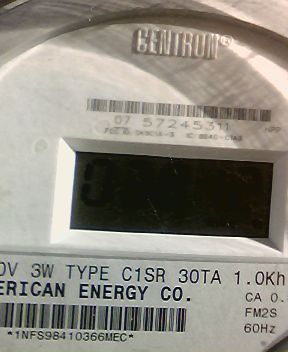 CENTRON®
07 57245311
0V 3W TYPE C1SR 30TA 1.0Kh
ERICAN ENERGY CO.
CA 0.
FM2S
60Hz
*1NFS98410366MEC*